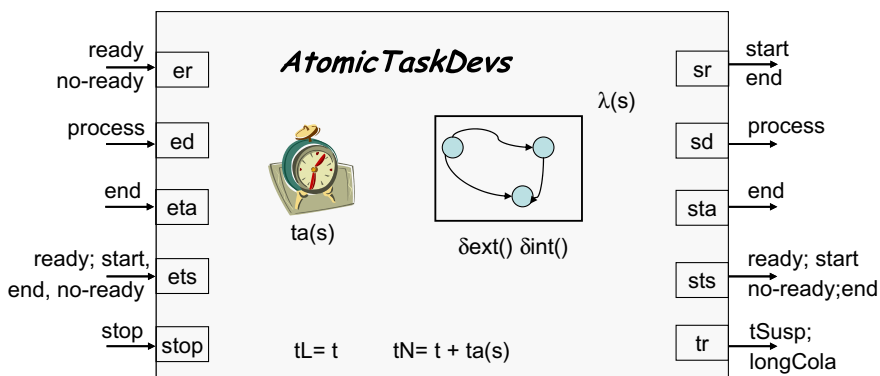 ready
no-ready
er
process
ed
end
eta
ready; start,
end, no-ready
ets
stop
stop
AtomicTaskDevs
λ(s)
ta(s)
δext() δint()
tL= t
tN= t + ta(s)
sr
start
end
sd
process
sta
end
sts
ready; start
no-ready;end
tr
tSusp;
longCola